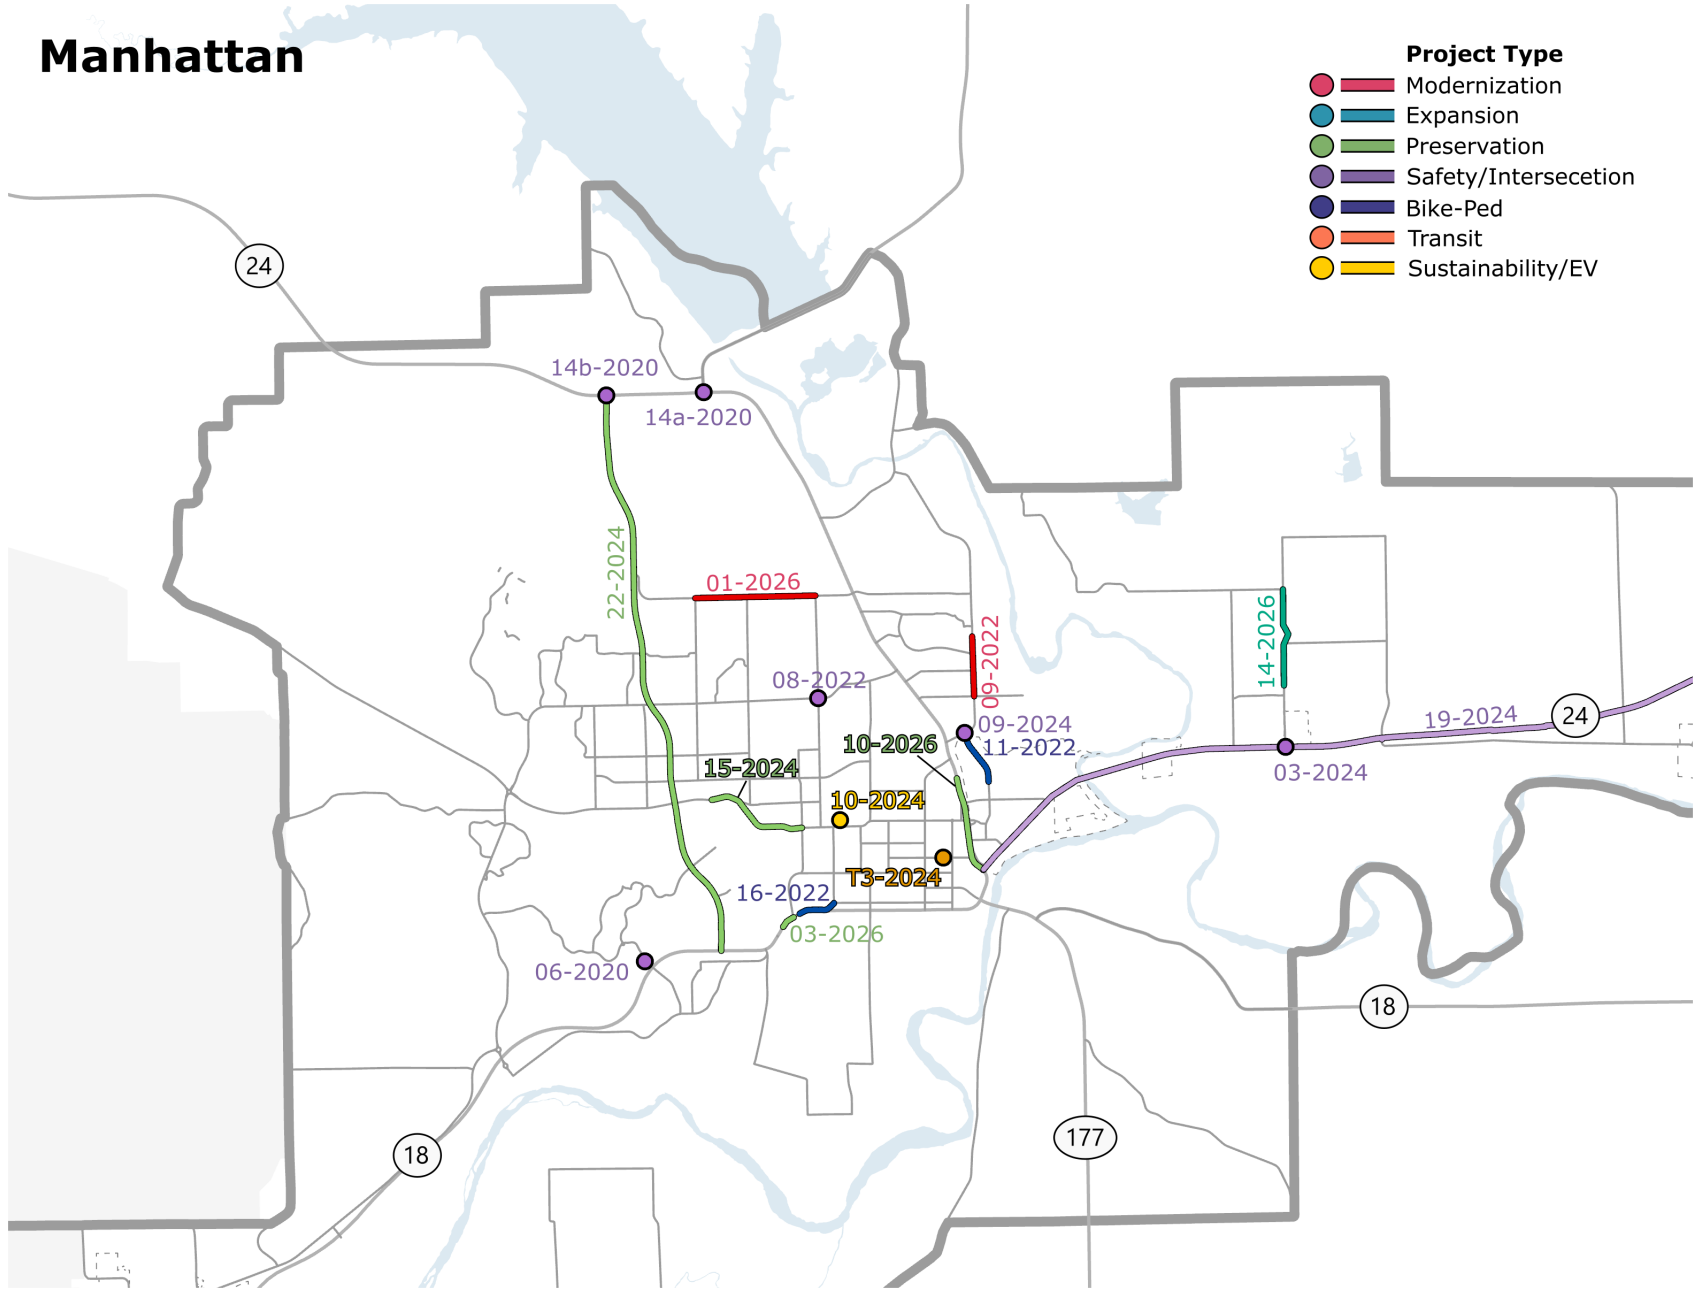 Manhattan
Project Type
Modernization
Expansion
Preservation
Safety/Intersecetion
Bike-Ped
Transit
Sustainability/EV
24
14b-2020
14a-2020
22-2024
01-2026
09-2022
14-2026
08-2022
09-2024
11-2022
10-2026
19-2024
24
03-2024
15-2024
10-2024
T3-2024
16-2022
03-2026
06-2020
18
177
18